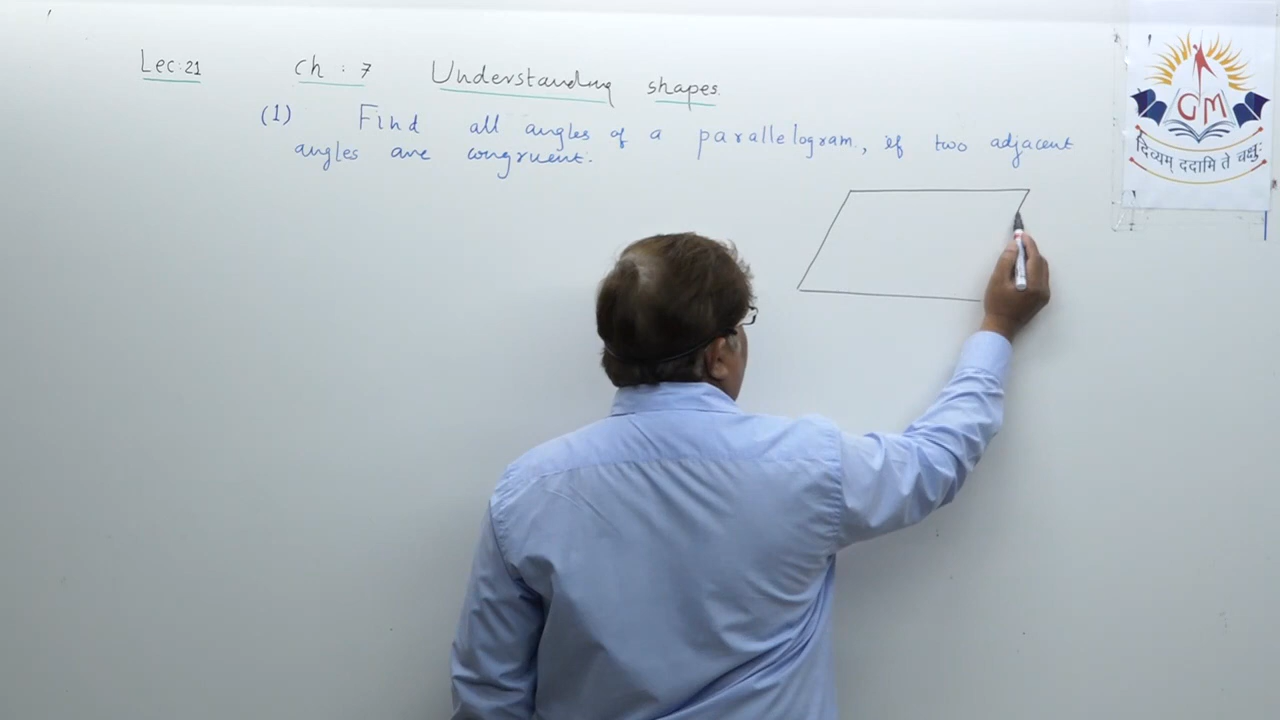 Lec:21 ch : 7 Understanding shapes.
(1) Find all angles of a parallelogram., if two adjacent
angles are congruent.
GM
दिव्यम् ददामि ते चक्षुः